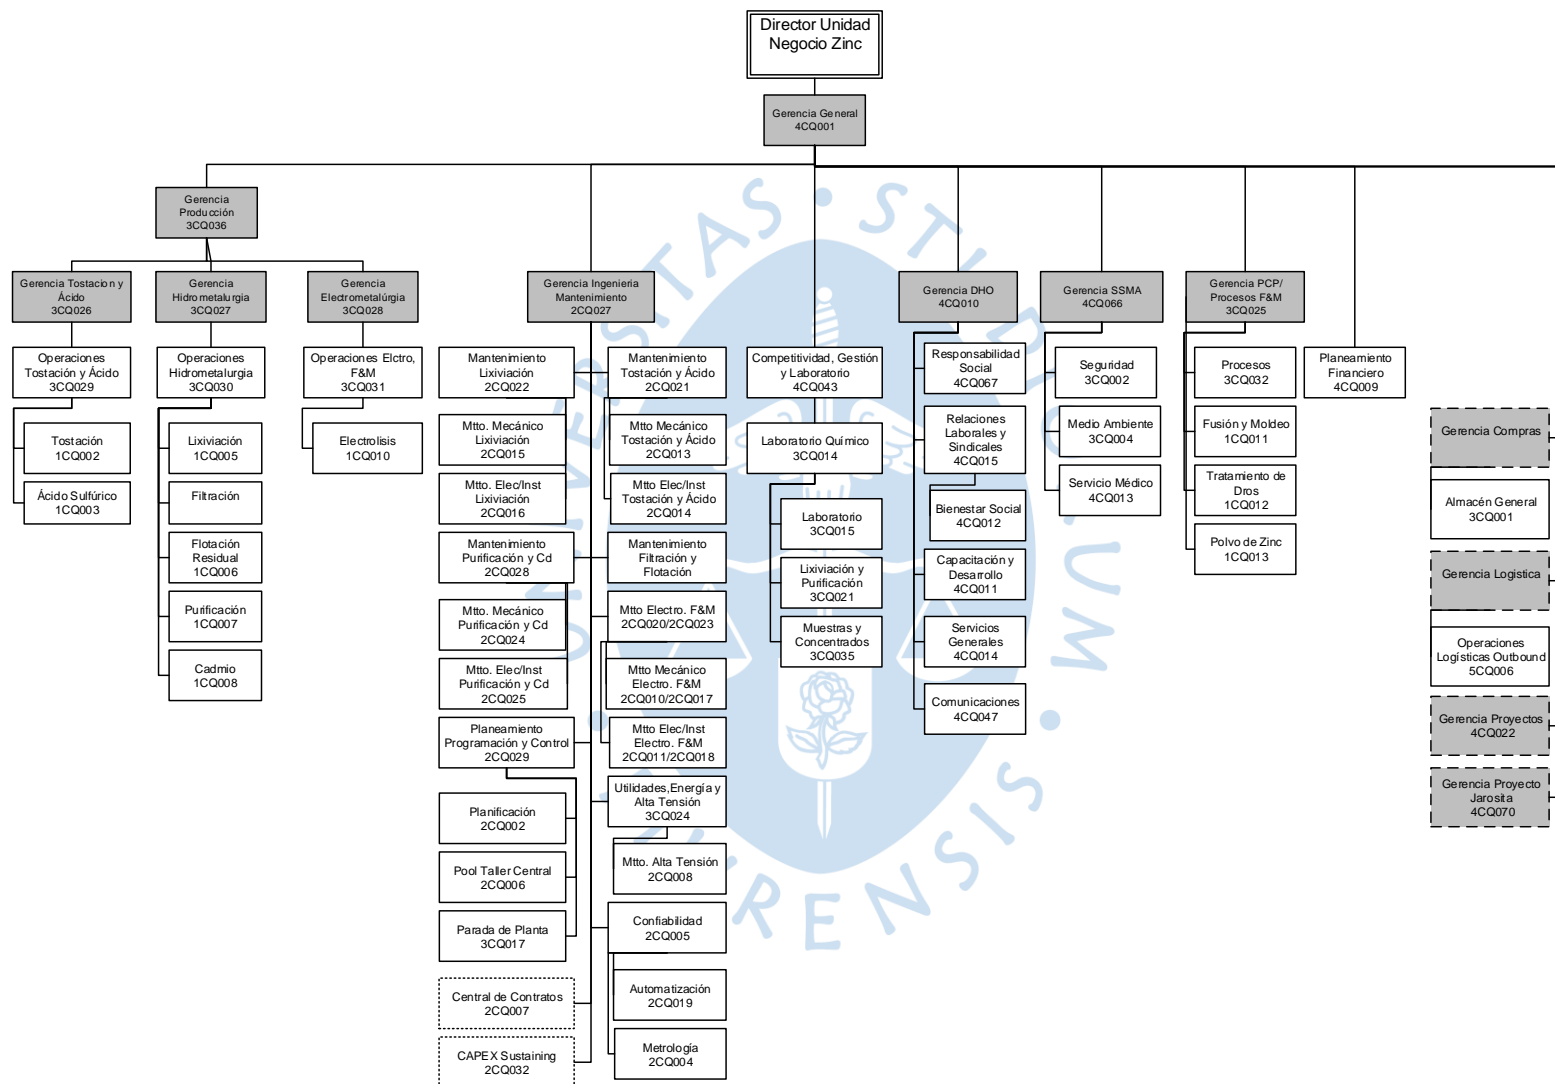 Director Unidad
Negocio Zinc
Gerencia General
4CQ001
Gerencia
Producción
3CQ036
Gerencia Tostacion y
Ácido
3CQ026
Gerencia
Hidrometalurgia
3CQ027
Gerencia
Electrometalúrgia
3CQ028
Gerencia Ingenieria
Mantenimiento
2CQ027
Gerencia DHO
4CQ010
Gerencia SSMA
4CQ066
Gerencia PCP/
Procesos F&M
3CQ025
Operaciones
Tostación y Ácido
3CQ029
Tostación
1CQ002
Ácido Sulfúrico
1CQ003
Operaciones
Hidrometalurgia
3CQ030
Lixiviación
1CQ005
Filtración
Flotación
Residual
1CQ006
Purificación
1CQ007
Cadmio
1CQ008
Operaciones Elctro,
F&M
3CQ031
Electrolisis
1CQ010
Mantenimiento
Lixiviación
2CQ022
Mtto. Mecánico
Lixiviación
2CQ015
Mtto. Elec/Inst
Lixiviación
2CQ016
Mantenimiento
Purificación y Cd
2CQ028
Mtto. Mecánico
Purificación y Cd
2CQ024
Mtto. Elec/Inst
Purificación y Cd
2CQ025
Planeamiento
Programación y Control
2CQ029
Planificación
2CQ002
Pool Taller Central
2CQ006
Parada de Planta
3CQ017
Central de Contratos
2CQ007
CAPEX Sustaining
2CQ032
Mantenimiento
Tostación y Ácido
2CQ021
Mtto Mecánico
Tostación y Ácido
2CQ013
Mtto Elec/Inst
Tostación y Ácido
2CQ014
Mantenimiento
Filtración y
Flotación
Mtto Electro. F&M
2CQ020/2CQ023
Mtto Mecánico
Electro. F&M
2CQ010/2CQ017
Mtto Elec/Inst
Electro. F&M
2CQ011/2CQ018
Utilidades,Energía y
Alta Tensión
3CQ024
Mtto. Alta Tensión
2CQ008
Confiabilidad
2CQ005
Automatización
2CQ019
Metrología
2CQ004
Competitividad, Gestión
y Laboratorio
4CQ043
Laboratorio Químico
3CQ014
Laboratorio
3CQ015
Lixiviación y
Purificación
3CQ021
Muestras y
Concentrados
3CQ035
Responsabilidad
Social
4CQ067
Relaciones
Laborales y
Sindicales
4CQ015
Bienestar Social
4CQ012
Capacitación y
Desarrollo
4CQ011
Servicios
Generales
4CQ014
Comunicaciones
4CQ047
Seguridad
3CQ002
Medio Ambiente
3CQ004
Servicio Médico
4CQ013
Procesos
3CQ032
Fusión y Moldeo
1CQ011
Tratamiento de
Dros
1CQ012
Polvo de Zinc
1CQ013
Planeamiento
Financiero
4CQ009
Gerencia Compras
Almacén General
3CQ001
Gerencia Logistica
Operaciones
Logísticas Outbound
5CQ006
Gerencia Proyectos
4CQ022
Gerencia Proyecto
Jarosita
4CQ070